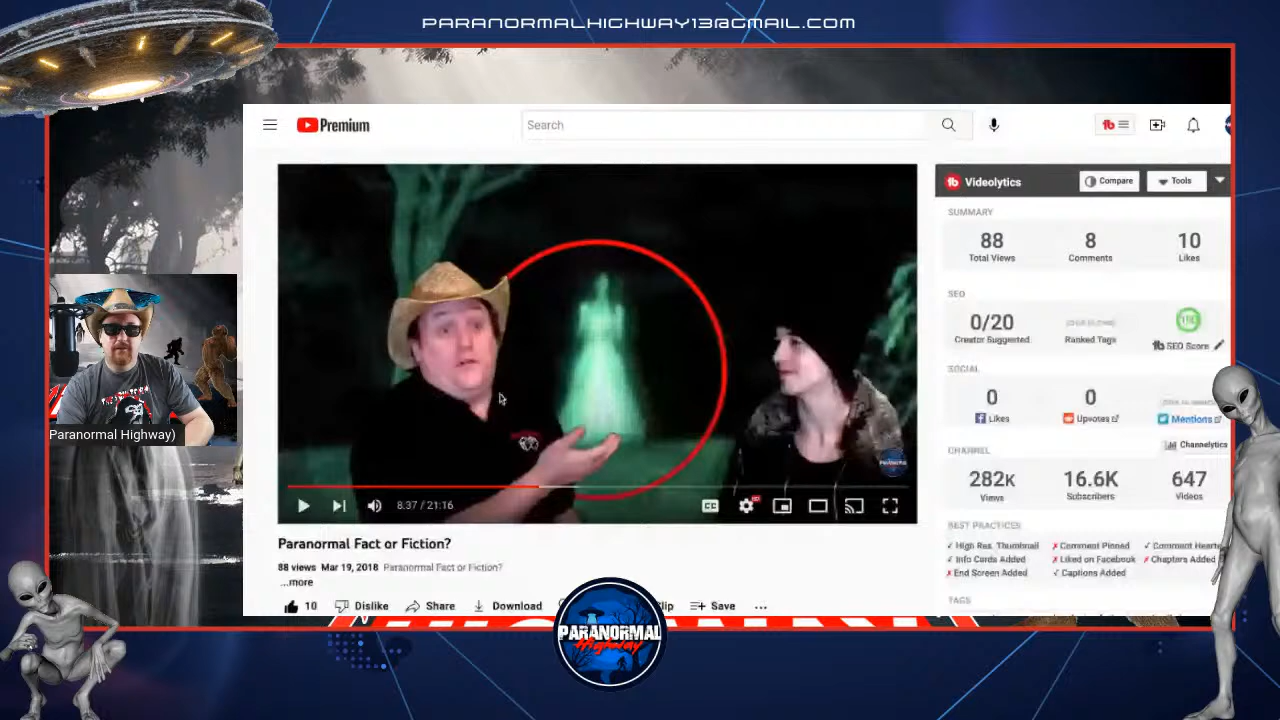 PARANORMALHIGHWAY13@GMAIL.COM
Premium
Search
Videolytics
Compare
Tools
SUMMARY
88
8
10
Total Views
Comments
Likes
SEO
0/20
Creator Suggested
Ranked Tags
SEO Score
SOCIAL
0
0
Likes
Upvotes
Mentions
Channelytics
CHANNEL
282K
16.6K
647
Views
Subscribers
Videos
BEST PRACTICES
✓ High Res. Thumbnail
✗ Comment Pinned
✓ Comment Hearte
✓ Info Cards Added
✗ Liked on Facebook
✗ Chapters Added
✗ End Screen Added
✓ Captions Added
TAGS
8:37 / 21:16
CC
Paranormal Fact or Fiction?
88 views Mar 19, 2018 Paranormal Fact or Fiction?
...more
10
Dislike
Share
Download
lip
Save
Paranormal Highway)
PARANORMAL
Highway